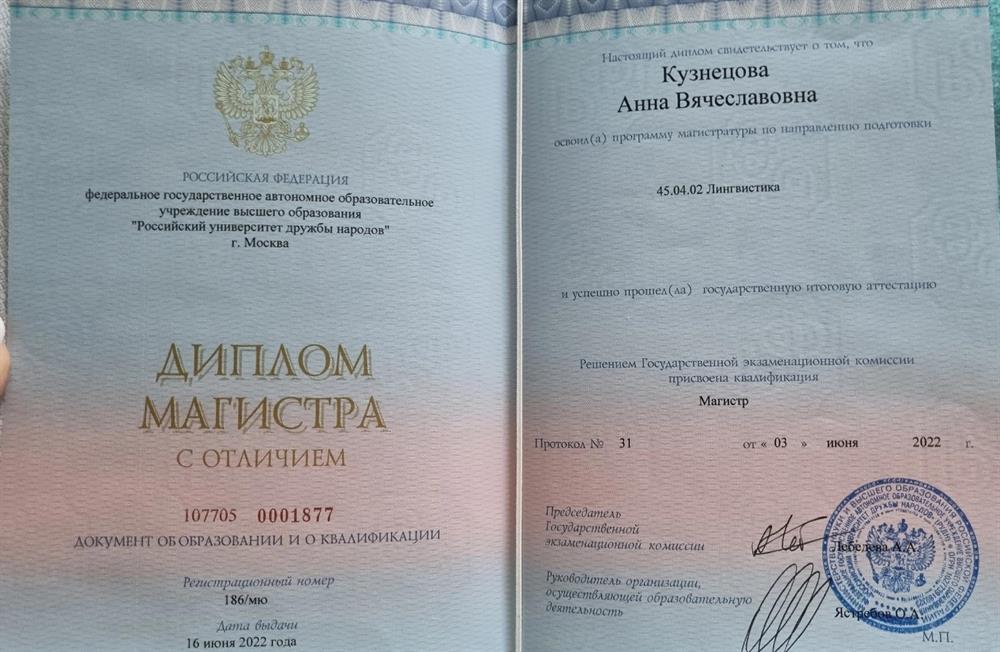 РОССИЙСКАЯ ФЕДЕРАЦИЯ
федеральное государственное автономное образовательное
учреждение высшего образования
"Российский университет дружбы народов"
г. Москва
ДИПЛОМ
МАГИСТРА
С ОТЛИЧИЕМ
107705 0001877
ДОКУМЕНТ ОБ ОБРАЗОВАНИИ И О КВАЛИФИКАЦИИ
Регистрационный номер
186/мю
Дата выдачи
16 июня 2022 года
Настоящий диплом свидетельствует о том, что
Кузнецова
Анна Вячеславовна
освоил(а) программу магистратуры по направлению подготовки
45.04.02 Лингвистика
и успешно прошел(ла) государственную итоговую аттестацию
Решением Государственной экзаменационной комиссии
присвоена квалификация
Магистр
Протокол № 31 от « 03 » июня 2022 г.
Председатель
Государственной
экзаменационной комиссии
Лебедева А.А.
Руководитель организации,
осуществляющей образовательную
деятельность
Ястребов О.А.
М.П.